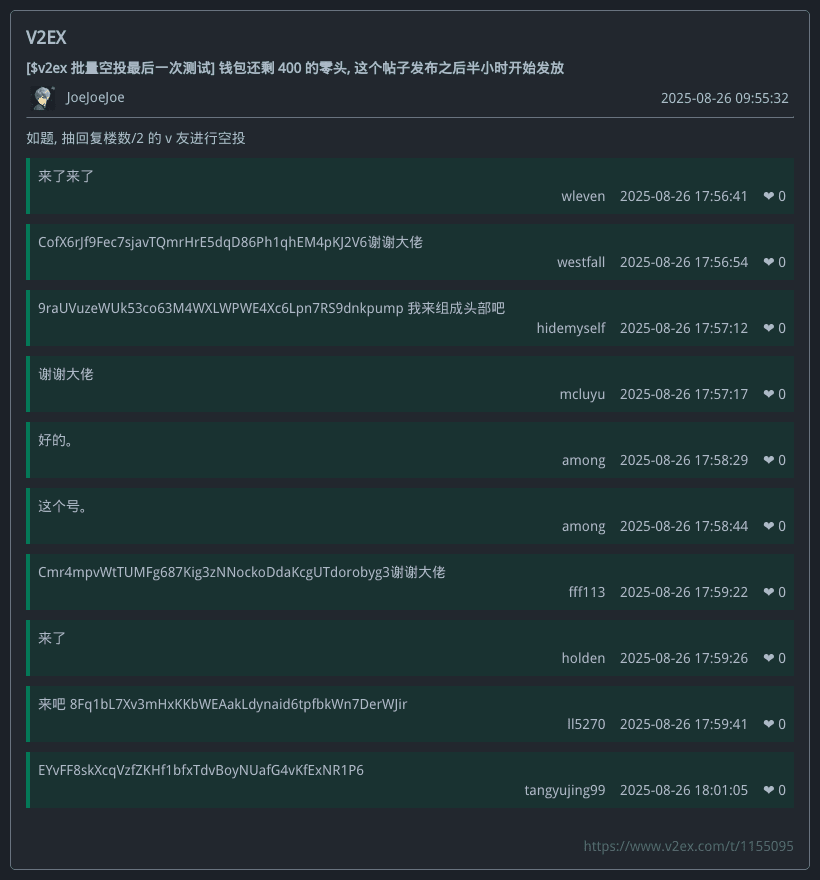 V2EX
[$v2ex 批量空投最后一次测试] 钱包还剩 400 的零头, 这个帖子发布之后半小时开始发放
JoeJoeJoe 2025-08-26 09:55:32
如题, 抽回复楼数/2 的 v 友进行空投
来了来了
wleven 2025-08-26 17:56:41 ❤ 0
CofX6rJf9Fec7sjavTQmrHrE5dqD86Ph1qhEM4pKJ2V6谢谢大佬
westfall 2025-08-26 17:56:54 ❤ 0
9raUVuzeWUk53co63M4WXLWPWE4Xc6Lpn7RS9dnkpump 我来组成头部吧
hidemyself 2025-08-26 17:57:12 ❤ 0
谢谢大佬
mcluyu 2025-08-26 17:57:17 ❤ 0
好的。
among 2025-08-26 17:58:29 ❤ 0
这个号。
among 2025-08-26 17:58:44 ❤ 0
Cmr4mpvWtTUMFg687Kig3zNNockoDdaKcgUTdorobyg3谢谢大佬
fff113 2025-08-26 17:59:22 ❤ 0
来了
holden 2025-08-26 17:59:26 ❤ 0
来吧 8Fq1bL7Xv3mHxKKbWEAakLdynaid6tpfbkWn7DerWJir
ll5270 2025-08-26 17:59:41 ❤ 0
EYvFF8skXcqVzfZKHf1bfxTdvBoyNUafG4vKfExNR1P6
tangyujing99 2025-08-26 18:01:05 ❤ 0
https://www.v2ex.com/t/1155095